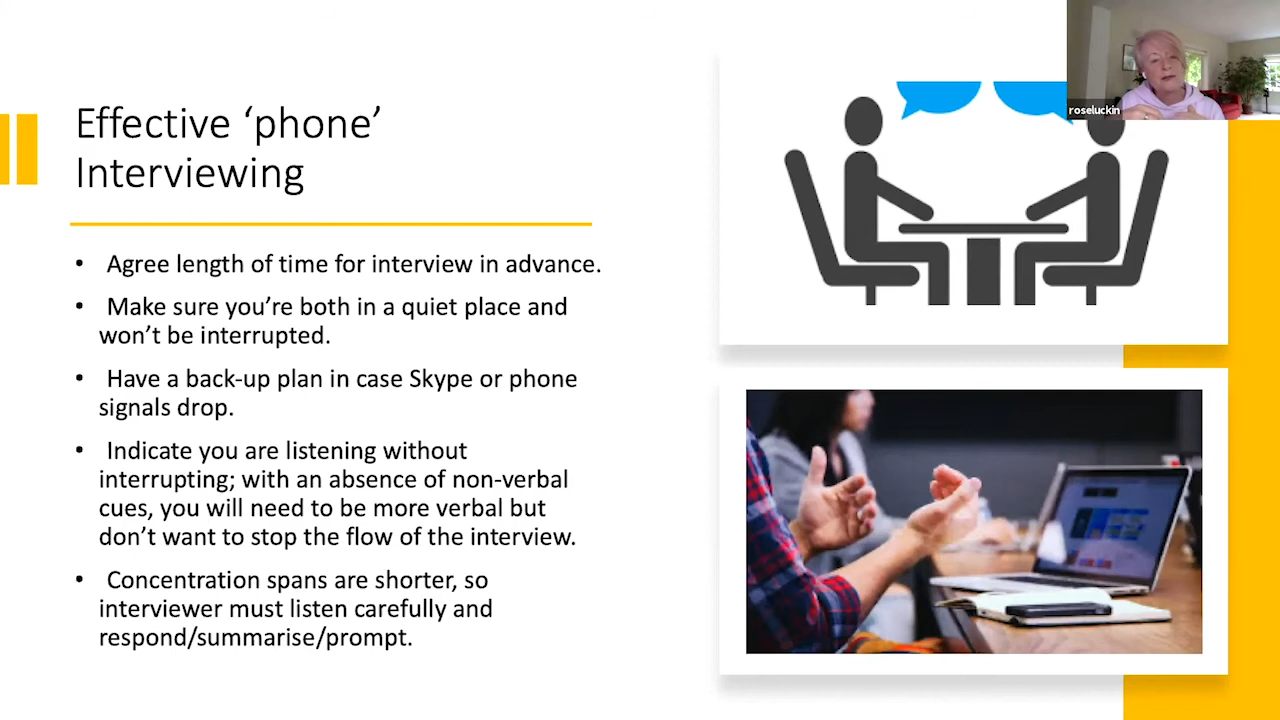 Effective ‘phone’
Interviewing
• Agree length of time for interview in advance.
• Make sure you’re both in a quiet place and
won’t be interrupted.
• Have a back-up plan in case Skype or phone
signals drop.
• Indicate you are listening without
interrupting; with an absence of non-verbal
cues, you will need to be more verbal but
don’t want to stop the flow of the interview.
• Concentration spans are shorter, so
interviewer must listen carefully and
respond/summarise/prompt.
roseluckin